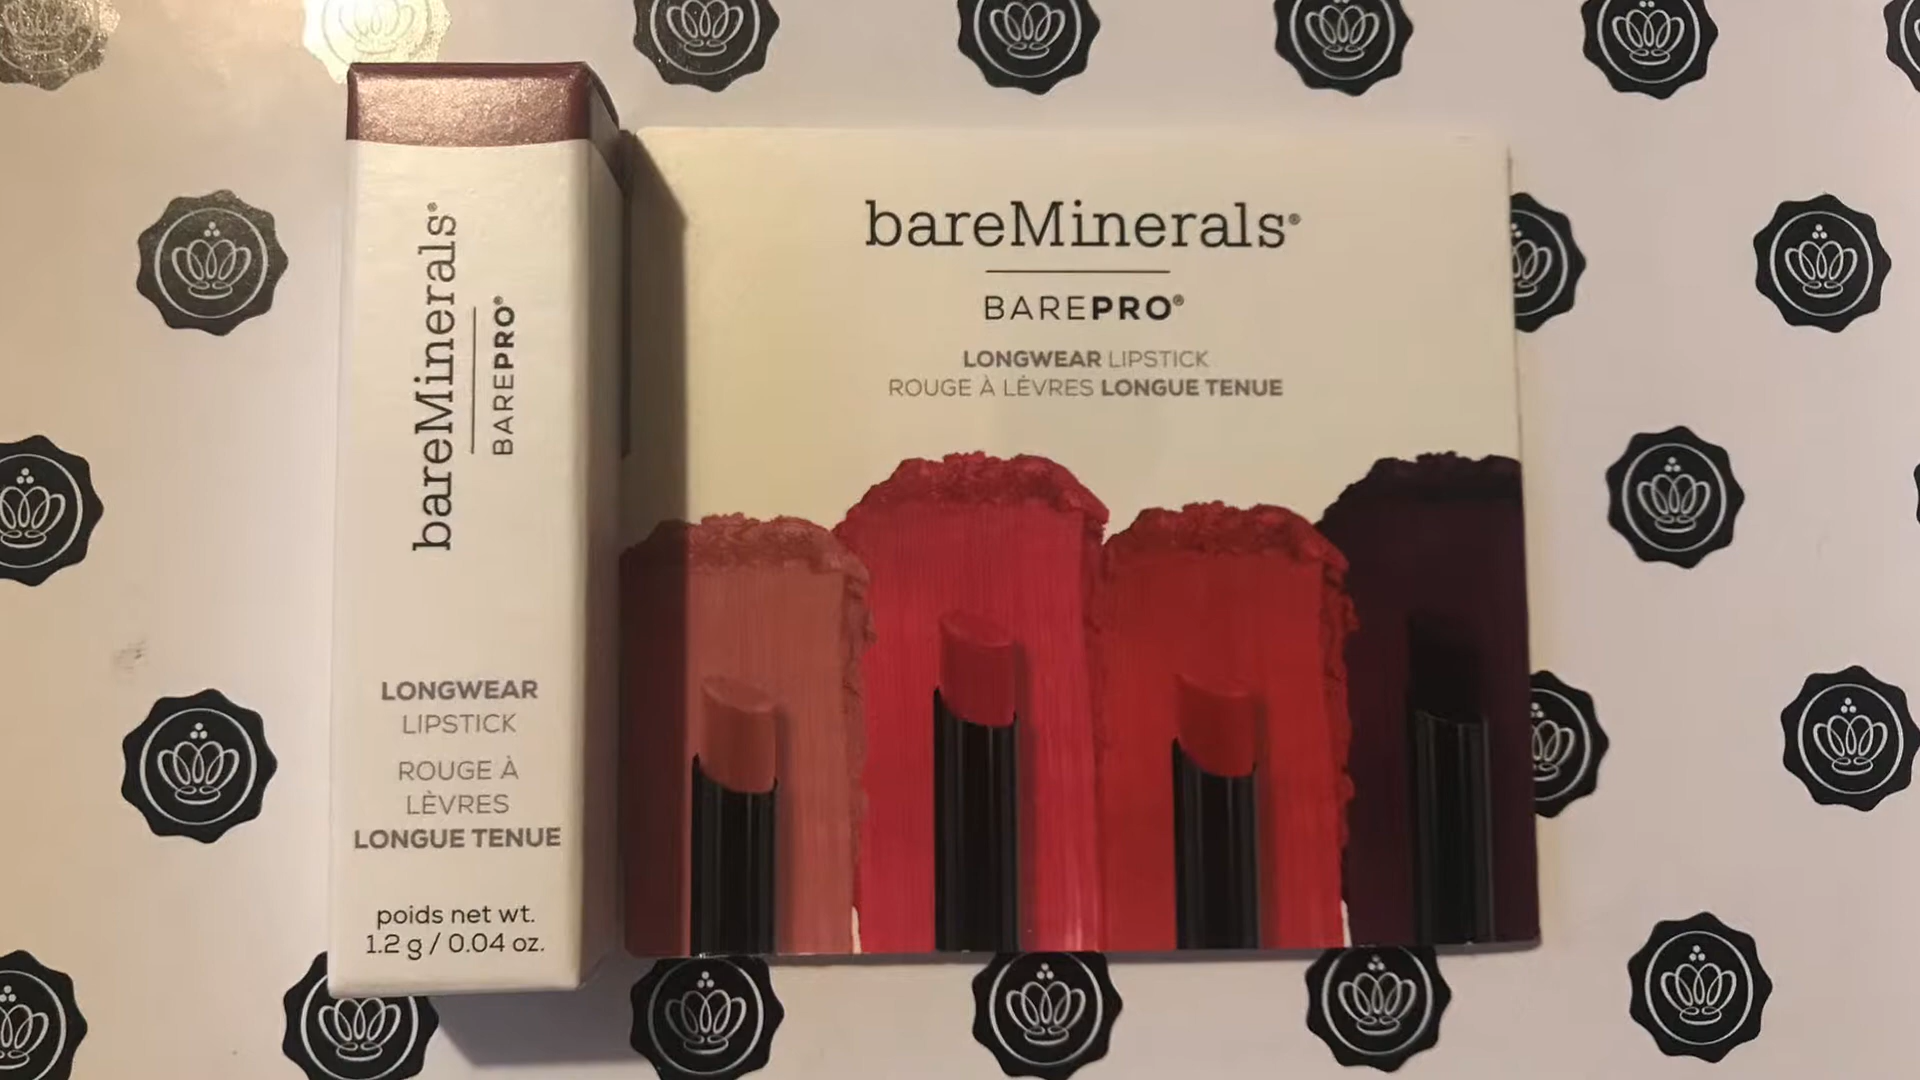 bareMinerals®
BAREPRO®
LONGWEAR
LIPSTICK
ROUGE À
LÈVRES
LONGUE TENUE
poids net wt.
1.2 g / 0.04 oz.
bareMinerals®
BAREPRO®
LONGWEAR LIPSTICK
ROUGE À LÈVRES LONGUE TENUE